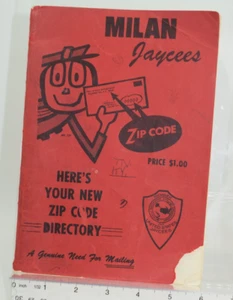 MILAN
Jaycees
ZIP CODE
PRICE $1.00
HERE'S
YOUR NEW
ZIP CODE
DIRECTORY
A Genuine Need For Mailing